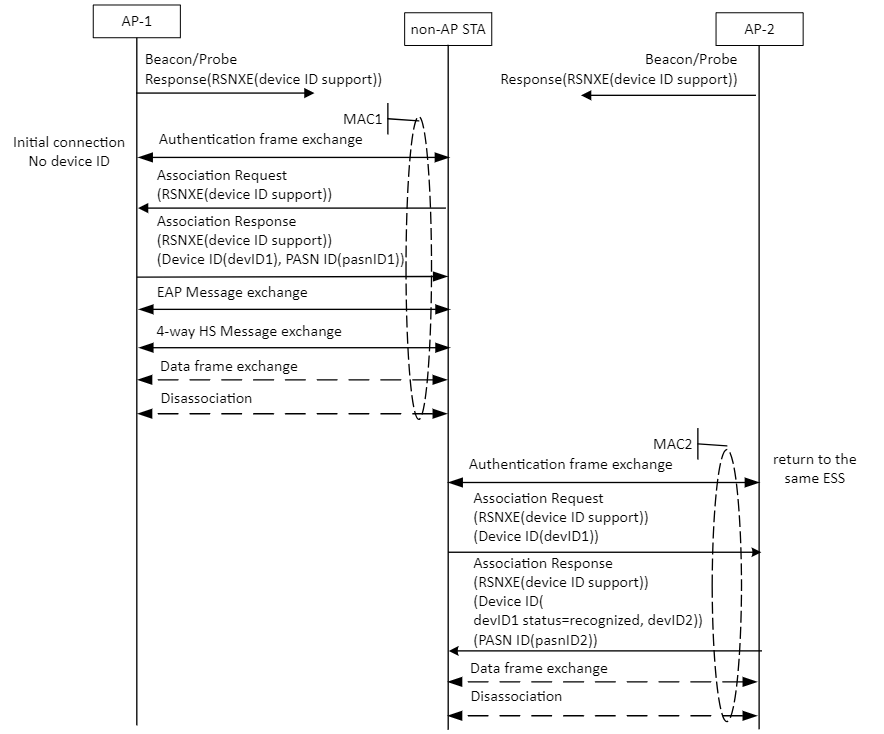 AP-1
non-AP STA
AP-2
Beacon/Probe
Response(RSNXE(device ID support))
Beacon/Probe
Response(RSNXE(device ID support))
MAC1
Initial connection
No device ID
Authentication frame exchange
Association Request
(RSNXE(device ID support))
Association Response
(RSNXE(device ID support))
(Device ID(devID1), PASN ID(pasnID1))
EAP Message exchange
4-way HS Message exchange
Data frame exchange
Disassociation
MAC2
return to the
same ESS
Authentication frame exchange
Association Request
(RSNXE(device ID support))
(Device ID(devID1))
Association Response
(RSNXE(device ID support))
(Device ID(
devID1 status=recognized, devID2))
(PASN ID(pasnID2))
Data frame exchange
Disassociation